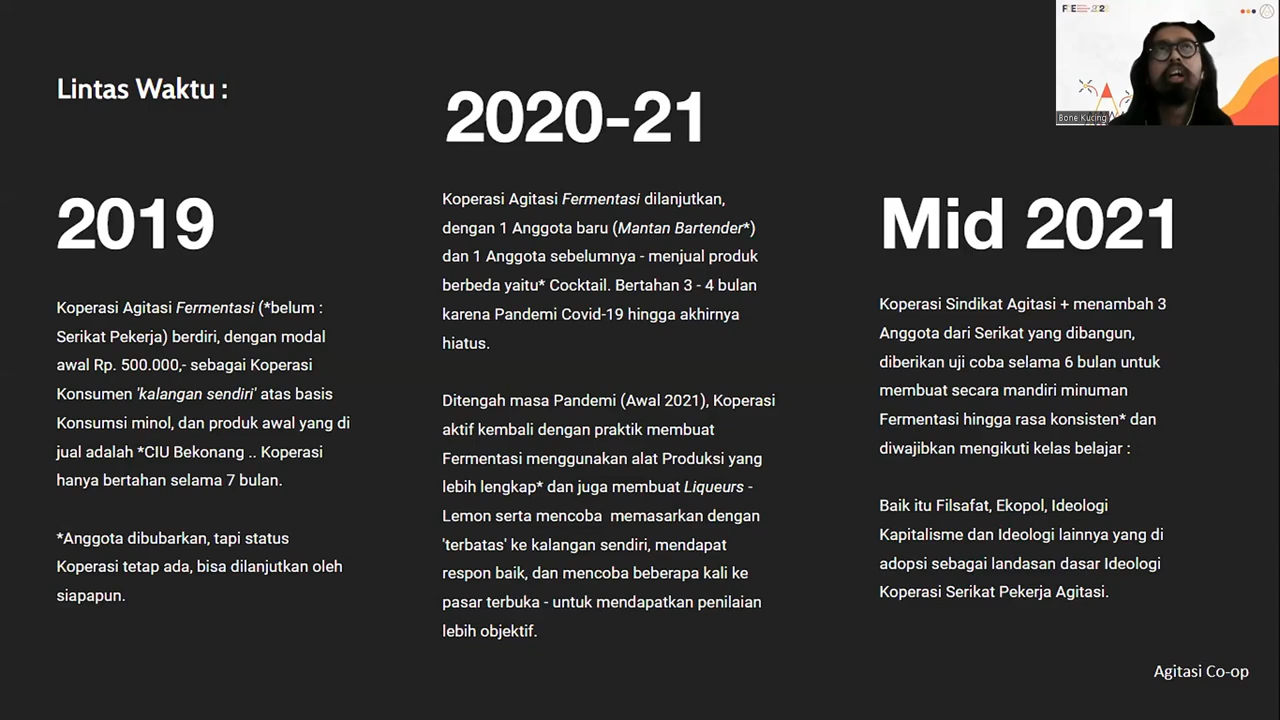 Lintas Waktu :
2019
Koperasi Agitasi Fermentasi (*belum :
Serikat Pekerja) berdiri, dengan modal
awal Rp. 500.000,- sebagai Koperasi
Konsumen 'kalangan sendiri' atas basis
Konsumsi minol, dan produk awal yang di
jual adalah *CIU Bekonang .. Koperasi
hanya bertahan selama 7 bulan.
*Anggota dibubarkan, tapi status
Koperasi tetap ada, bisa dilanjutkan oleh
siapapun.
2020-21
Koperasi Agitasi Fermentasi dilanjutkan,
dengan 1 Anggota baru (Mantan Bartender*)
dan 1 Anggota sebelumnya - menjual produk
berbeda yaitu* Cocktail. Bertahan 3 - 4 bulan
karena Pandemi Covid-19 hingga akhirnya
hiatus.
Ditengah masa Pandemi (Awal 2021), Koperasi
aktif kembali dengan praktik membuat
Fermentasi menggunakan alat Produksi yang
lebih lengkap* dan juga membuat Liqueurs -
Lemon serta mencoba memasarkan dengan
'terbatas' ke kalangan sendiri, mendapat
respon baik, dan mencoba beberapa kali ke
pasar terbuka - untuk mendapatkan penilaian
lebih objektif.
Mid 2021
Koperasi Sindikat Agitasi + menambah 3
Anggota dari Serikat yang dibangun,
diberikan uji coba selama 6 bulan untuk
membuat secara mandiri minuman
Fermentasi hingga rasa konsisten* dan
diwajibkan mengikuti kelas belajar :
Baik itu Filsafat, Ekopol, Ideologi
Kapitalisme dan Ideologi lainnya yang di
adopsi sebagai landasan dasar Ideologi
Koperasi Serikat Pekerja Agitasi.
Agitasi Co-op
Bone Kucing